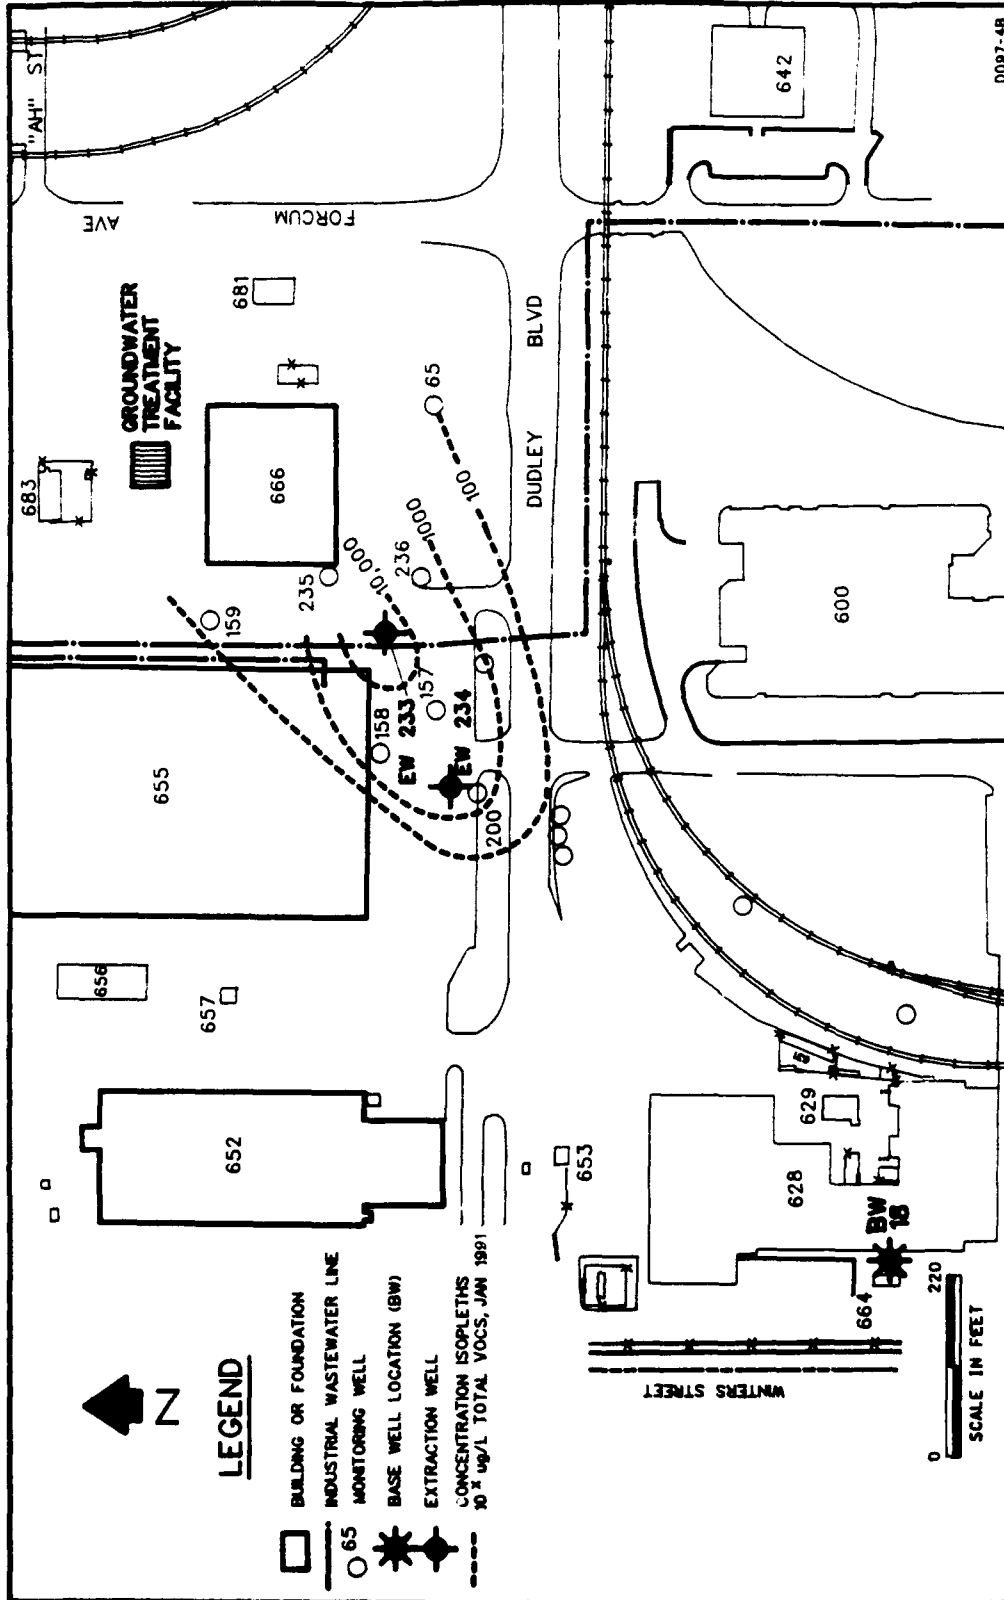 "AH" ST
AVE
FORCUM
642
D087-4B
683
GROUNDWATER
TREATMENT
FACILITY
681
666
65
DUDLEY BLVD
100
1000
10,000
235
236
159
157
158
EW 233
EW 234
200
655
600
656
657
652
653
629
628
BW
18
664
WINTERS STREET
N
LEGEND
BUILDING OR FOUNDATION
INDUSTRIAL WASTEWATER LINE
65 MONITORING WELL
BASE WELL LOCATION (BW)
EXTRACTION WELL
CONCENTRATION ISOPLETHS
10 x ug/L TOTAL VOCS, JAN 1991
0 220
SCALE IN FEET